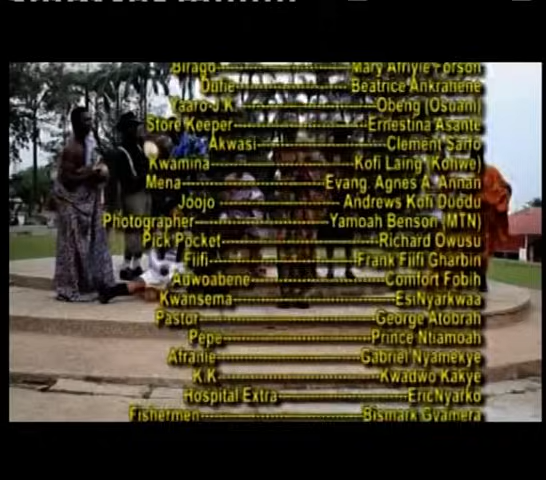 Birago Mary Afriyie Forson
Dufie Beatrice Ankrahene
Yaaro J.K. Obeng (Osoani)
Store Keeper Ernestina Asante
Akwasi Clement Sarfo
Kwamina Kofi Laing (Kohwe)
Mena Evang. Agnes A. Annan
Joojo Andrews Kofi Duodu
Photographer Yamoah Benson (MTN)
Pick Pocket Richard Owusu
Fiifi Frank Fiifi Gharbin
Adwoabene Comfort Fobih
Kwansema EsiNyarkwaa
Pastor George Atobrah
Pepe Prince Ntiamoah
Afranie Gabriel Nyamekye
K.K Kwadwo Kakye
Hospital Extra EricNyarko
Fishermen Bismark Gyamera